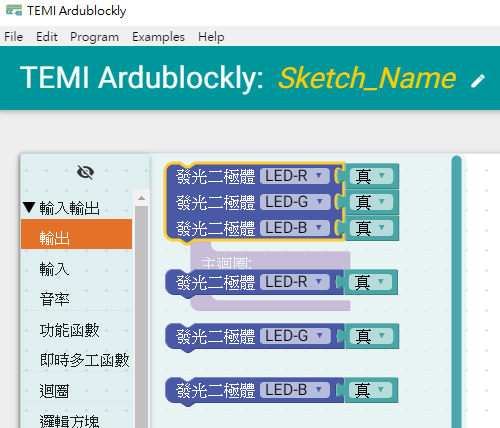 TEMI Ardublockly
File Edit Program Examples Help
TEMI Ardublockly: Sketch_Name
輸入輸出
輸出
輸入
音率
功能函數
即時多工函數
迴圈
邏輯方塊
發光二極體 LED-R 真
發光二極體 LED-G 真
發光二極體 LED-B 真
主迴圈:
發光二極體 LED-R 真
發光二極體 LED-G 真
發光二極體 LED-B 真